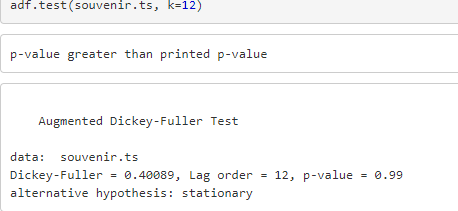 adf.test(souvenir.ts, k=12)
p-value greater than printed p-value
Augmented Dickey-Fuller Test
data:  souvenir.ts
Dickey-Fuller = 0.40089, Lag order = 12, p-value = 0.99
alternative hypothesis: stationary